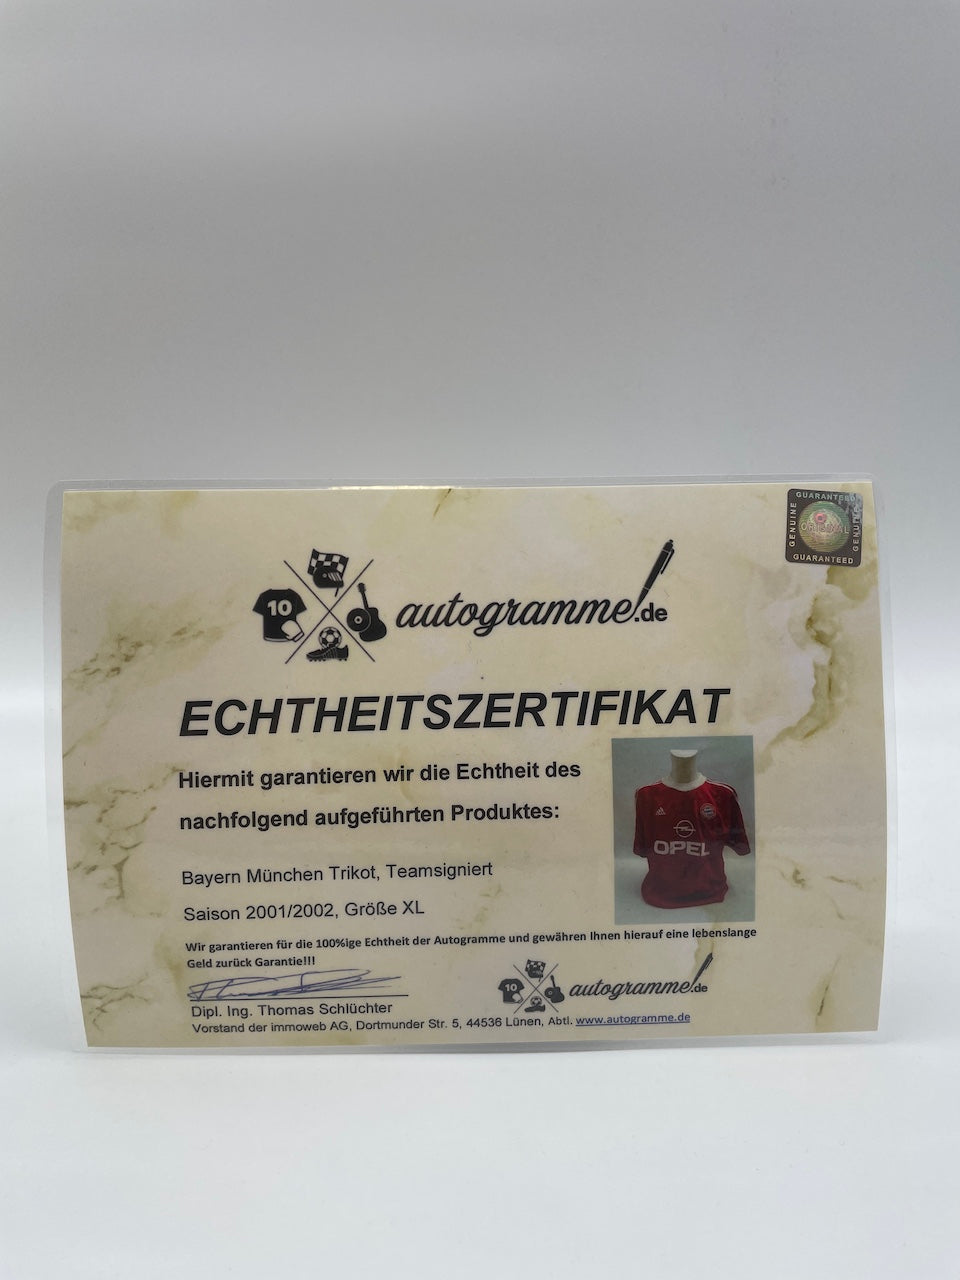 GUARANTEED
GENUINE
ORIGINAL
GENUINE
GUARANTEED
10
autogramme.de
ECHTHEITSZERTIFIKAT
Hiermit garantieren wir die Echtheit des
nachfolgend aufgeführten Produktes:
OPEL
Bayern München Trikot, Teamsigniert
Saison 2001/2002, Größe XL
Wir garantieren für die 100%ige Echtheit der Autogramme und gewähren Ihnen hierauf eine lebenslange
Geld zurück Garantie!!!
10
autogramme.de
Dipl. Ing. Thomas Schlüchter
Vorstand der immoweb AG, Dortmunder Str. 5, 44536 Lünen, Abtl. www.autogramme.de